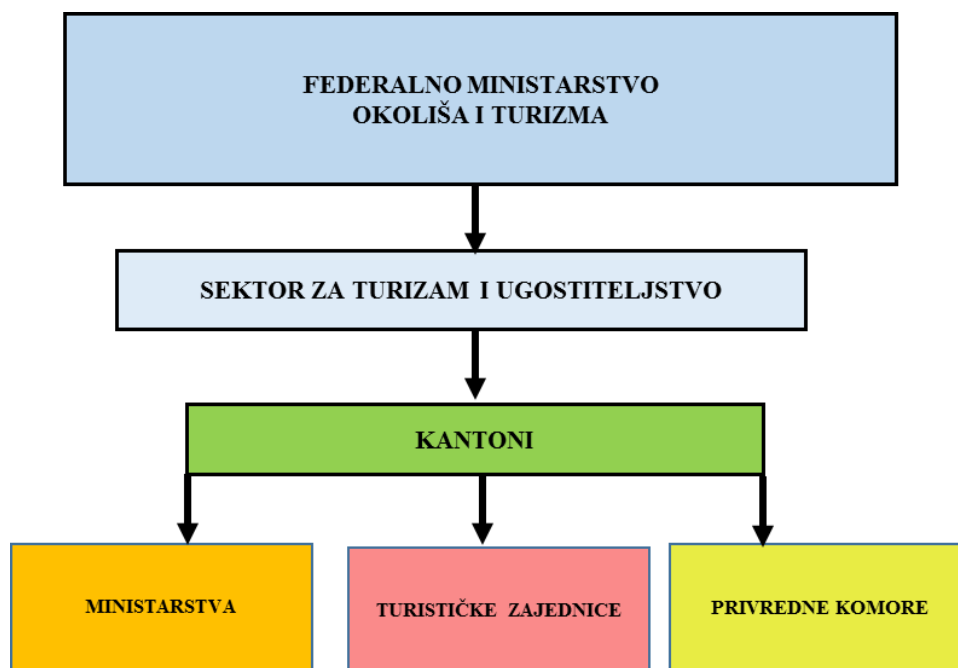 FEDERALNO MINISTARSTVO
OKOLIŠA I TURIZMA
SEKTOR ZA TURIZAM I UGOSTITELJSTVO
KANTONI
MINISTARSTVA
TURISTIČKE ZAJEDNICE
PRIVREDNE KOMORE